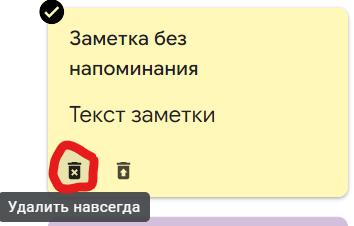 Заметка без
напоминания
Текст заметки
Удалить навсегда